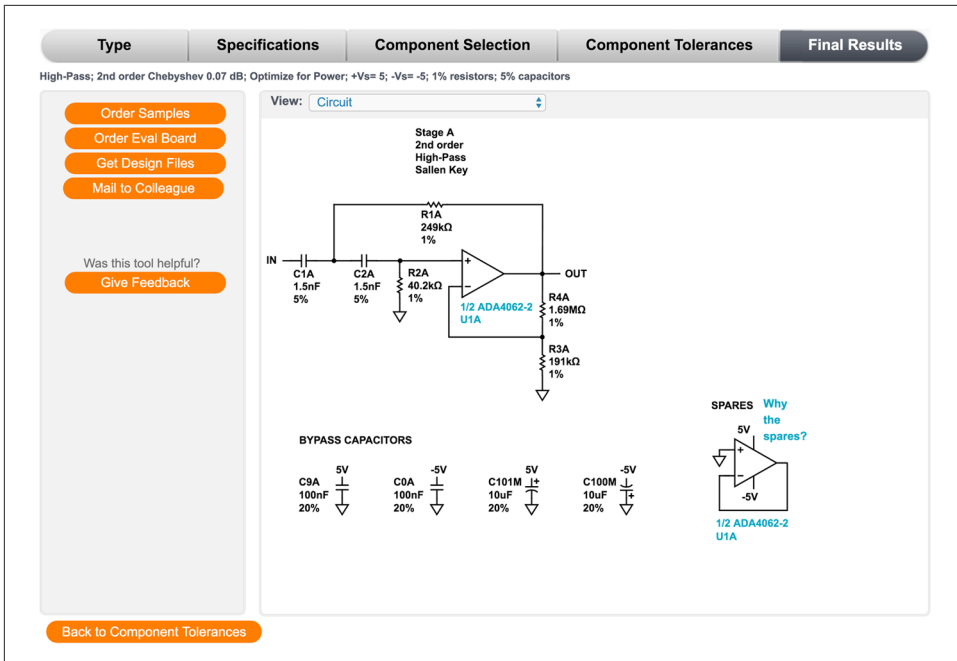 Type
Specifications
Component Selection
Component Tolerances
Final Results
High-Pass; 2nd order Chebyshev 0.07 dB; Optimize for Power; +Vs= 5; -Vs= -5; 1% resistors; 5% capacitors
Order Samples
Order Eval Board
Get Design Files
Mail to Colleague
Was this tool helpful?
Give Feedback
View:
Circuit
Stage A
2nd order
High-Pass
Sallen Key
R1A
249kΩ
1%
IN
C1A
1.5nF
5%
C2A
1.5nF
5%
R2A
40.2kΩ
1%
+
−
1/2 ADA4062-2
U1A
OUT
R4A
1.69MΩ
1%
R3A
191kΩ
1%
BYPASS CAPACITORS
5V
C9A
100nF
20%
-5V
C0A
100nF
20%
5V
C101M
+
10uF
20%
-5V
C100M
10uF
+
20%
SPARES
Why
the
spares?
5V
+
−
-5V
1/2 ADA4062-2
U1A
Back to Component Tolerances